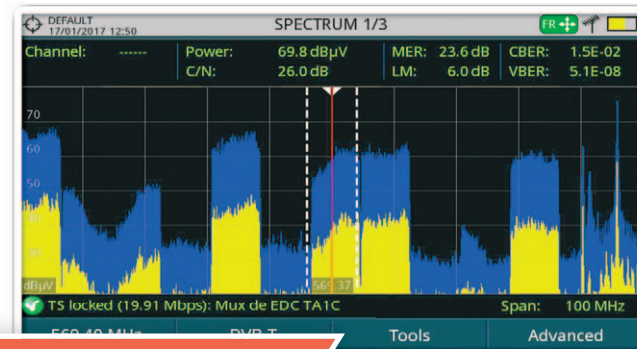 DEFAULT
17/01/2017 12:50
SPECTRUM 1/3
FR
Channel: ------ Power: 69.8 dBµV MER: 23.6 dB CBER: 1.5E-02
C/N: 26.0 dB LM: 6.0 dB VBER: 5.1E-08
70
60
50
dBµV
TS locked (19.91 Mbps): Mux de EDC TA1C Span: 100 MHz
Tools Advanced